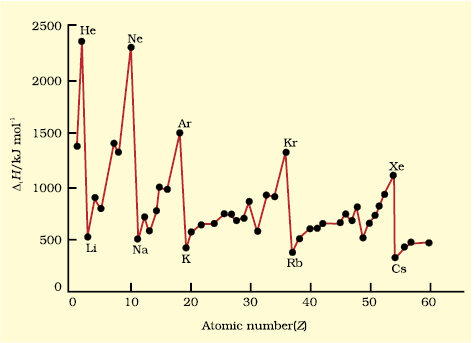 He
2500
Ne
2000
Ar
1500
Kr
Xe
1000
500
Li
Na
K
Rb
Cs
0
0 10 20 30 40 50 60
Atomic number(Z)
ΔᵢH/kJ mol⁻¹